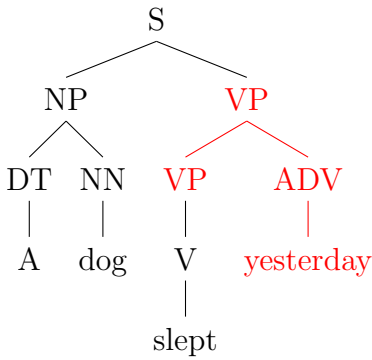 S
NP VP
DT NN VP ADV
A dog V yesterday
slept